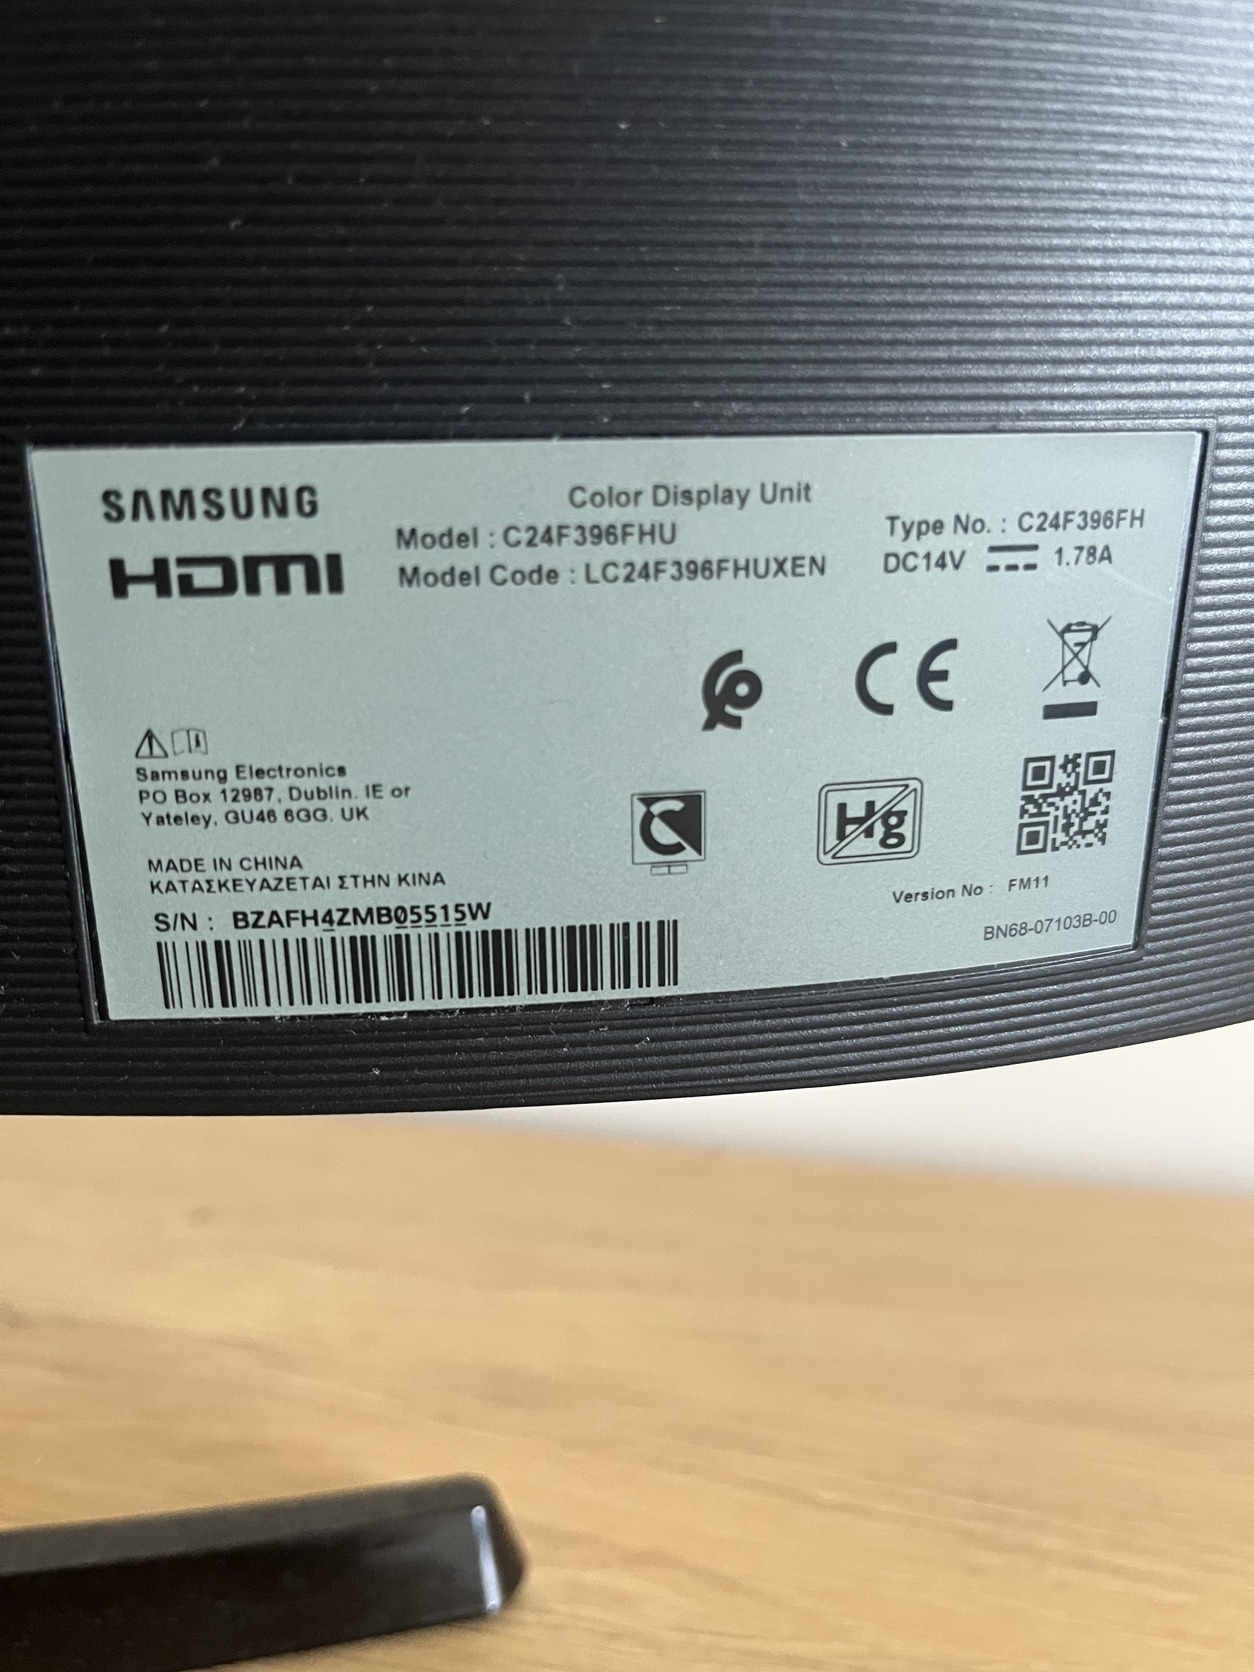 SAMSUNG
HDMI
Color Display Unit
Model : C24F396FHU
Model Code : LC24F396FHUXEN
Type No. : C24F396FH
DC14V 1.78A
CE
Samsung Electronics
PO Box 12987, Dublin. IE or
Yateley, GU46 6GG. UK
MADE IN CHINA
ΚΑΤΑΣΚΕΥΑΖΕΤΑΙ ΣΤΗΝ ΚΙΝΑ
S/N : BZAFH4ZMB05515W
Hg
Version No : FM11
BN68-07103B-00